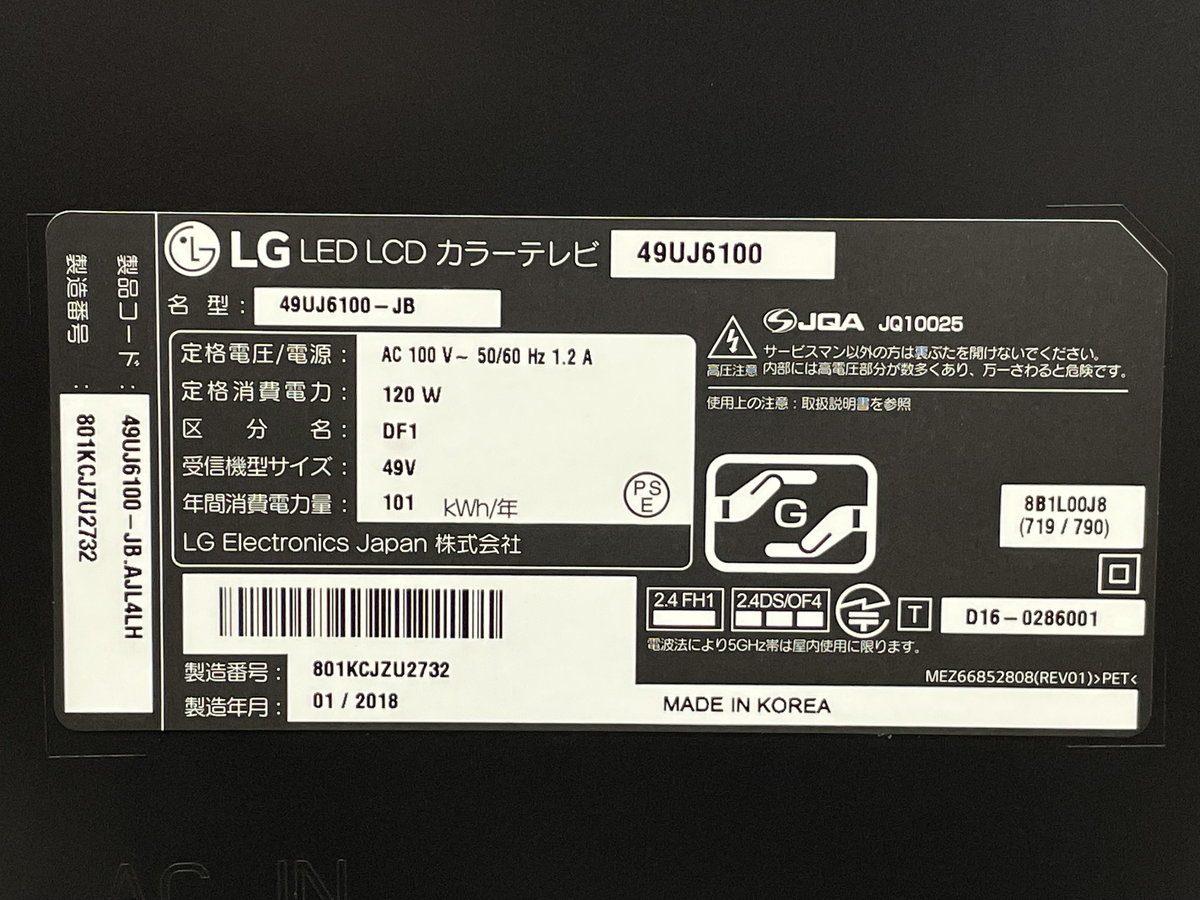 LG LED LCD カラーテレビ 49UJ6100
名 型 : 49UJ6100-JB
定格電圧/電源 : AC 100 V~ 50/60 Hz 1.2 A
定格消費電力 : 120 W
区 分 名 : DF1
受信機型サイズ : 49V
年間消費電力量 : 101 kWh/年
PS
E
LG Electronics Japan 株式会社
製造番号 : 801KCJZU2732
製造年月 : 01 / 2018
MADE IN KOREA
JQA JQ10025
高圧注意
サービスマン以外の方は裏ぶたを開けないでください。
内部には高電圧部分が数多くあり、万一さわると危険です。
使用上の注意 : 取扱説明書を参照
G
8B1L00J8
(719 / 790)
2.4 FH1
2.4DS/OF4
T
D16-0286001
電波法により5GHz帯は屋内使用に限ります。
MEZ66852808(REV01)>PET<
製品コード : 49UJ6100-JB.AJL4LH
製造番号 : 801KCJZU2732
AC IN